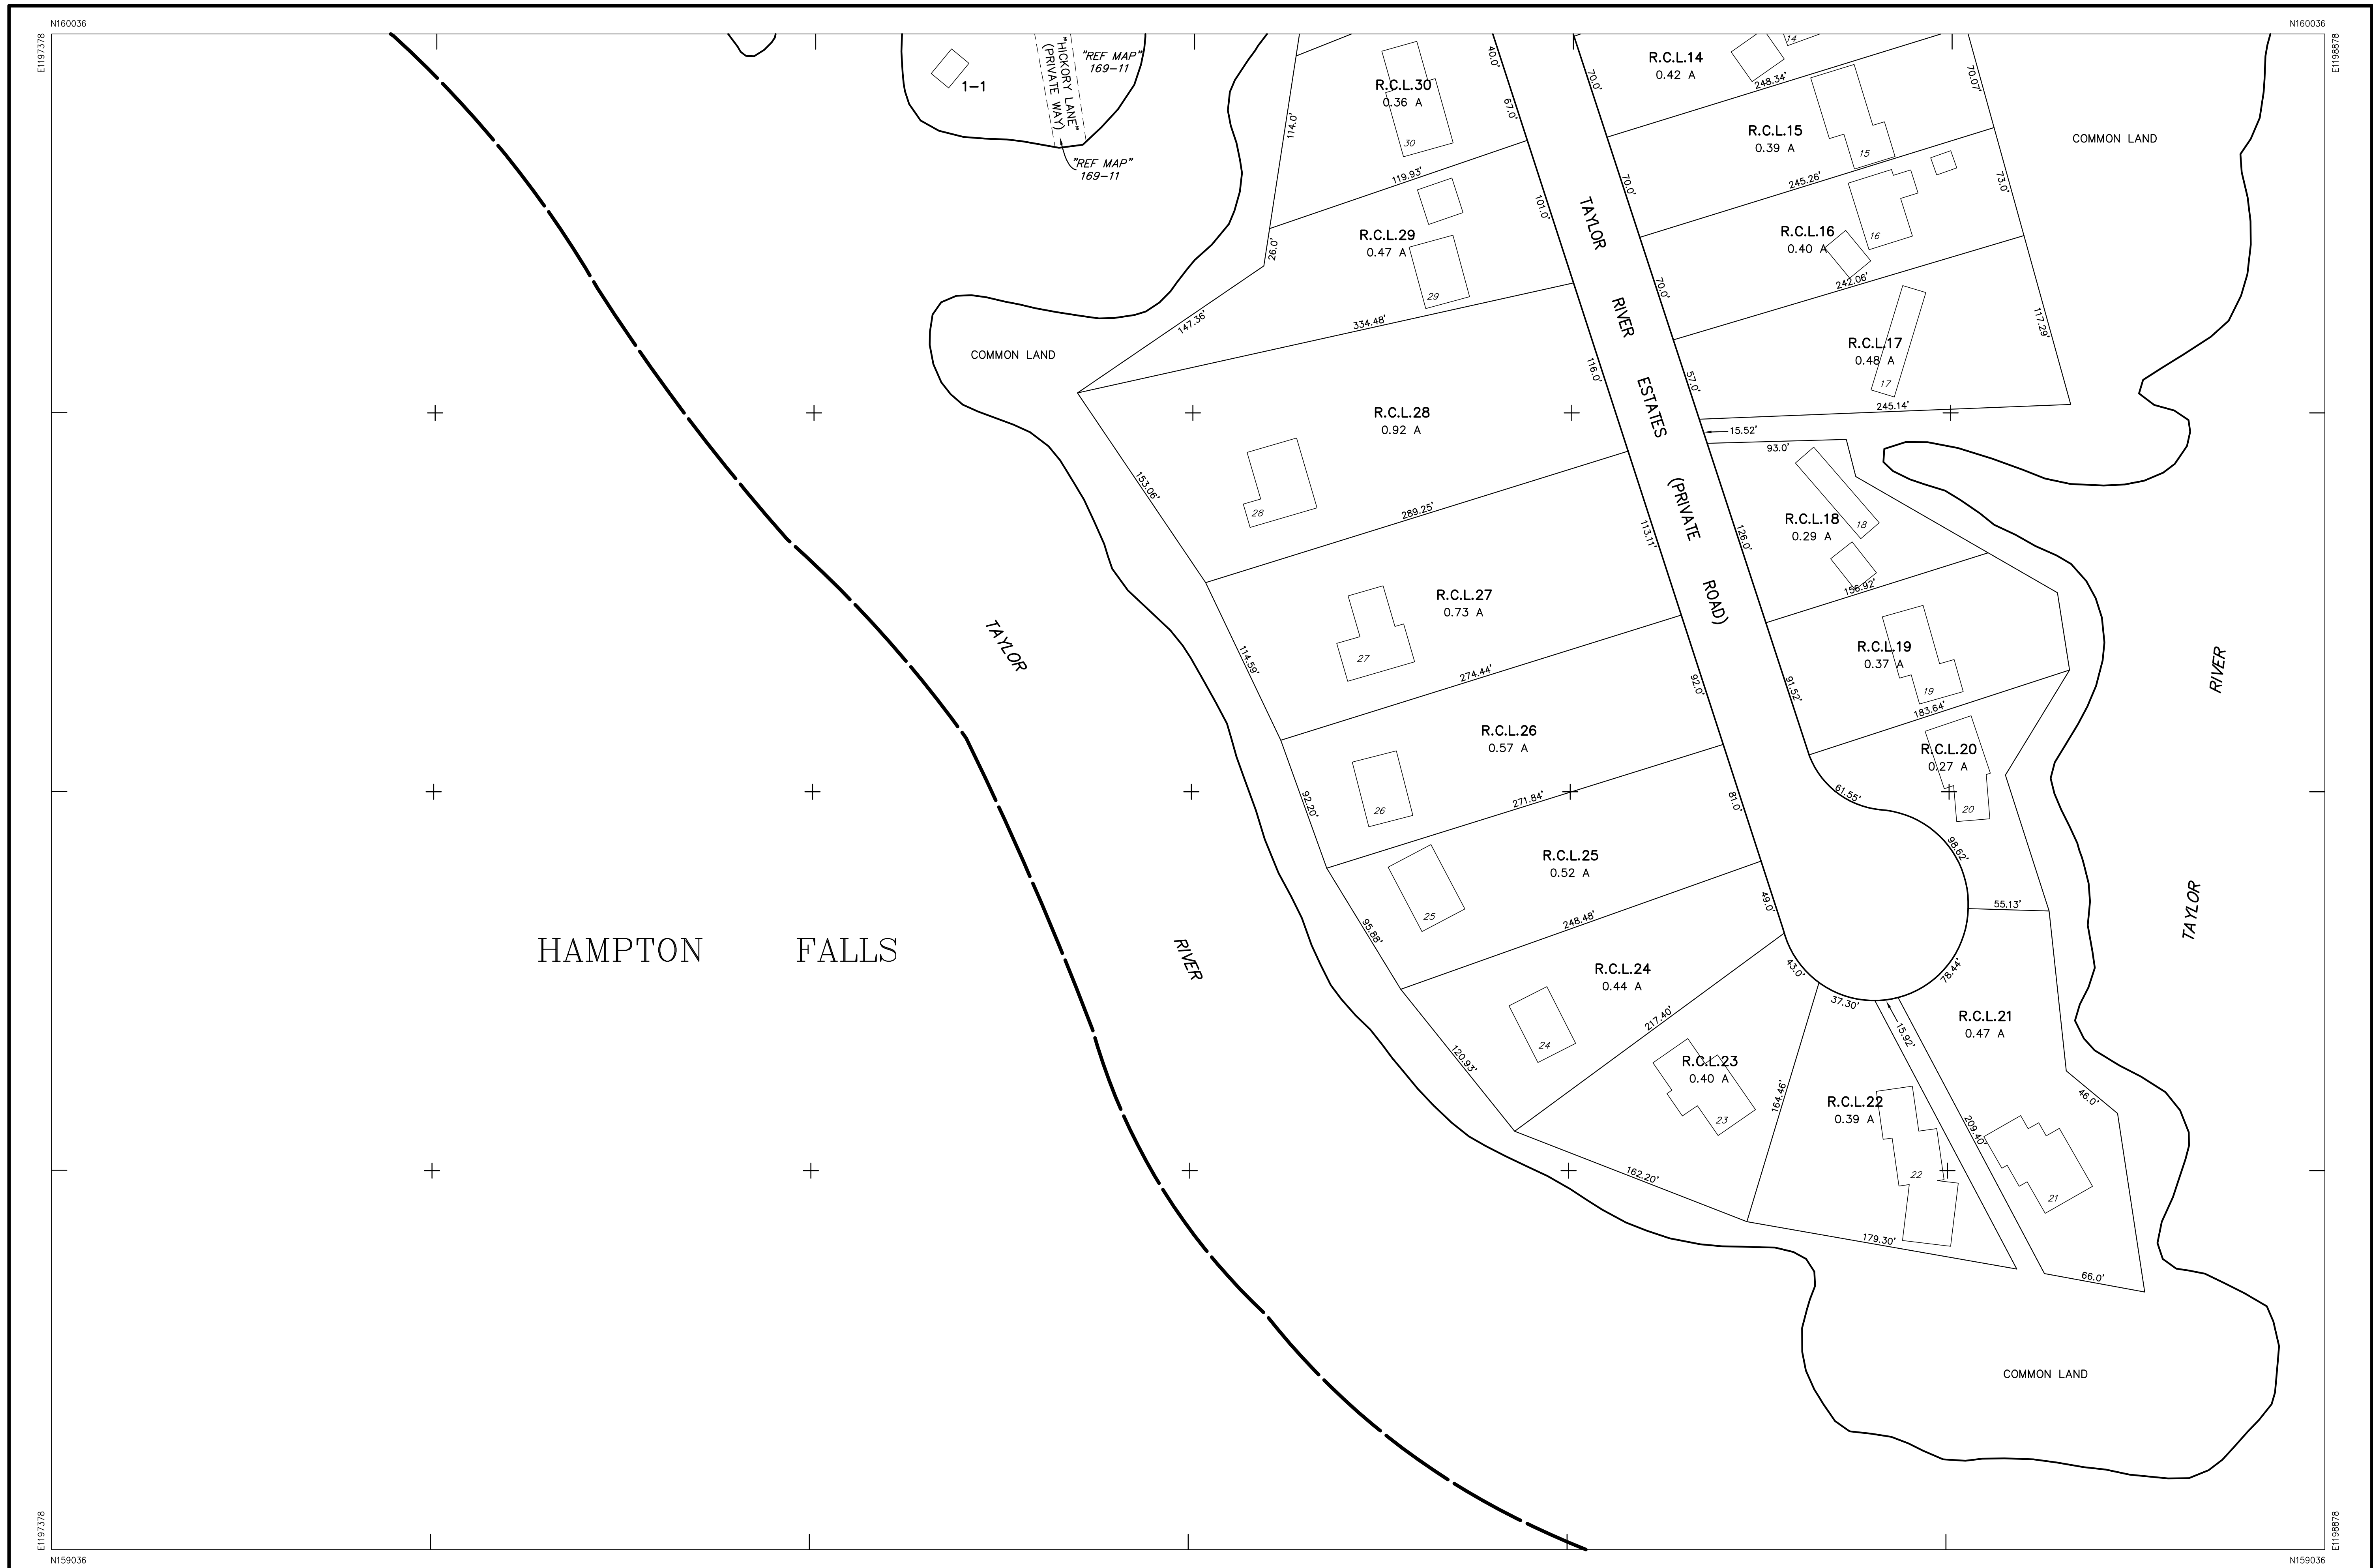 N160036
N160036
E1197378
E1198878
1-1
"HICKORY LANE"
(PRIVATE WAY)
"REF MAP"
169-11
"REF MAP"
169-11
R.C.L.30
0.36 A
30
114.0'
40.0'
67.0'
119.93'
R.C.L.14
0.42 A
14
70.0'
248.34'
70.07'
R.C.L.15
0.39 A
15
COMMON LAND
70.0'
245.26'
73.0'
R.C.L.29
0.47 A
29
26.0'
101.0'
147.36'
334.48'
R.C.L.16
0.40 A
16
70.0'
242.06'
117.29'
R.C.L.17
0.48 A
17
57.0'
245.14'
15.52'
93.0'
COMMON LAND
TAYLOR RIVER ESTATES (PRIVATE ROAD)
116.0'
R.C.L.28
0.92 A
28
153.06'
289.25'
113.11'
R.C.L.18
0.29 A
18
126.0'
156.92'
R.C.L.27
0.73 A
27
114.59'
274.44'
92.0'
R.C.L.19
0.37 A
19
91.52'
183.64'
TAYLOR RIVER
R.C.L.26
0.57 A
26
92.20'
271.84'
81.0'
R.C.L.20
0.27 A
20
61.55'
98.62'
55.13'
R.C.L.25
0.52 A
25
95.88'
248.48'
49.0'
HAMPTON FALLS
TAYLOR RIVER
R.C.L.24
0.44 A
24
120.93'
217.40'
43.0'
37.30'
78.44'
15.92'
R.C.L.21
0.47 A
21
46.0'
209.40'
66.0'
R.C.L.23
0.40 A
23
164.46'
162.20'
R.C.L.22
0.39 A
22
179.30'
COMMON LAND
E1197378
E1198878
N159036
N159036